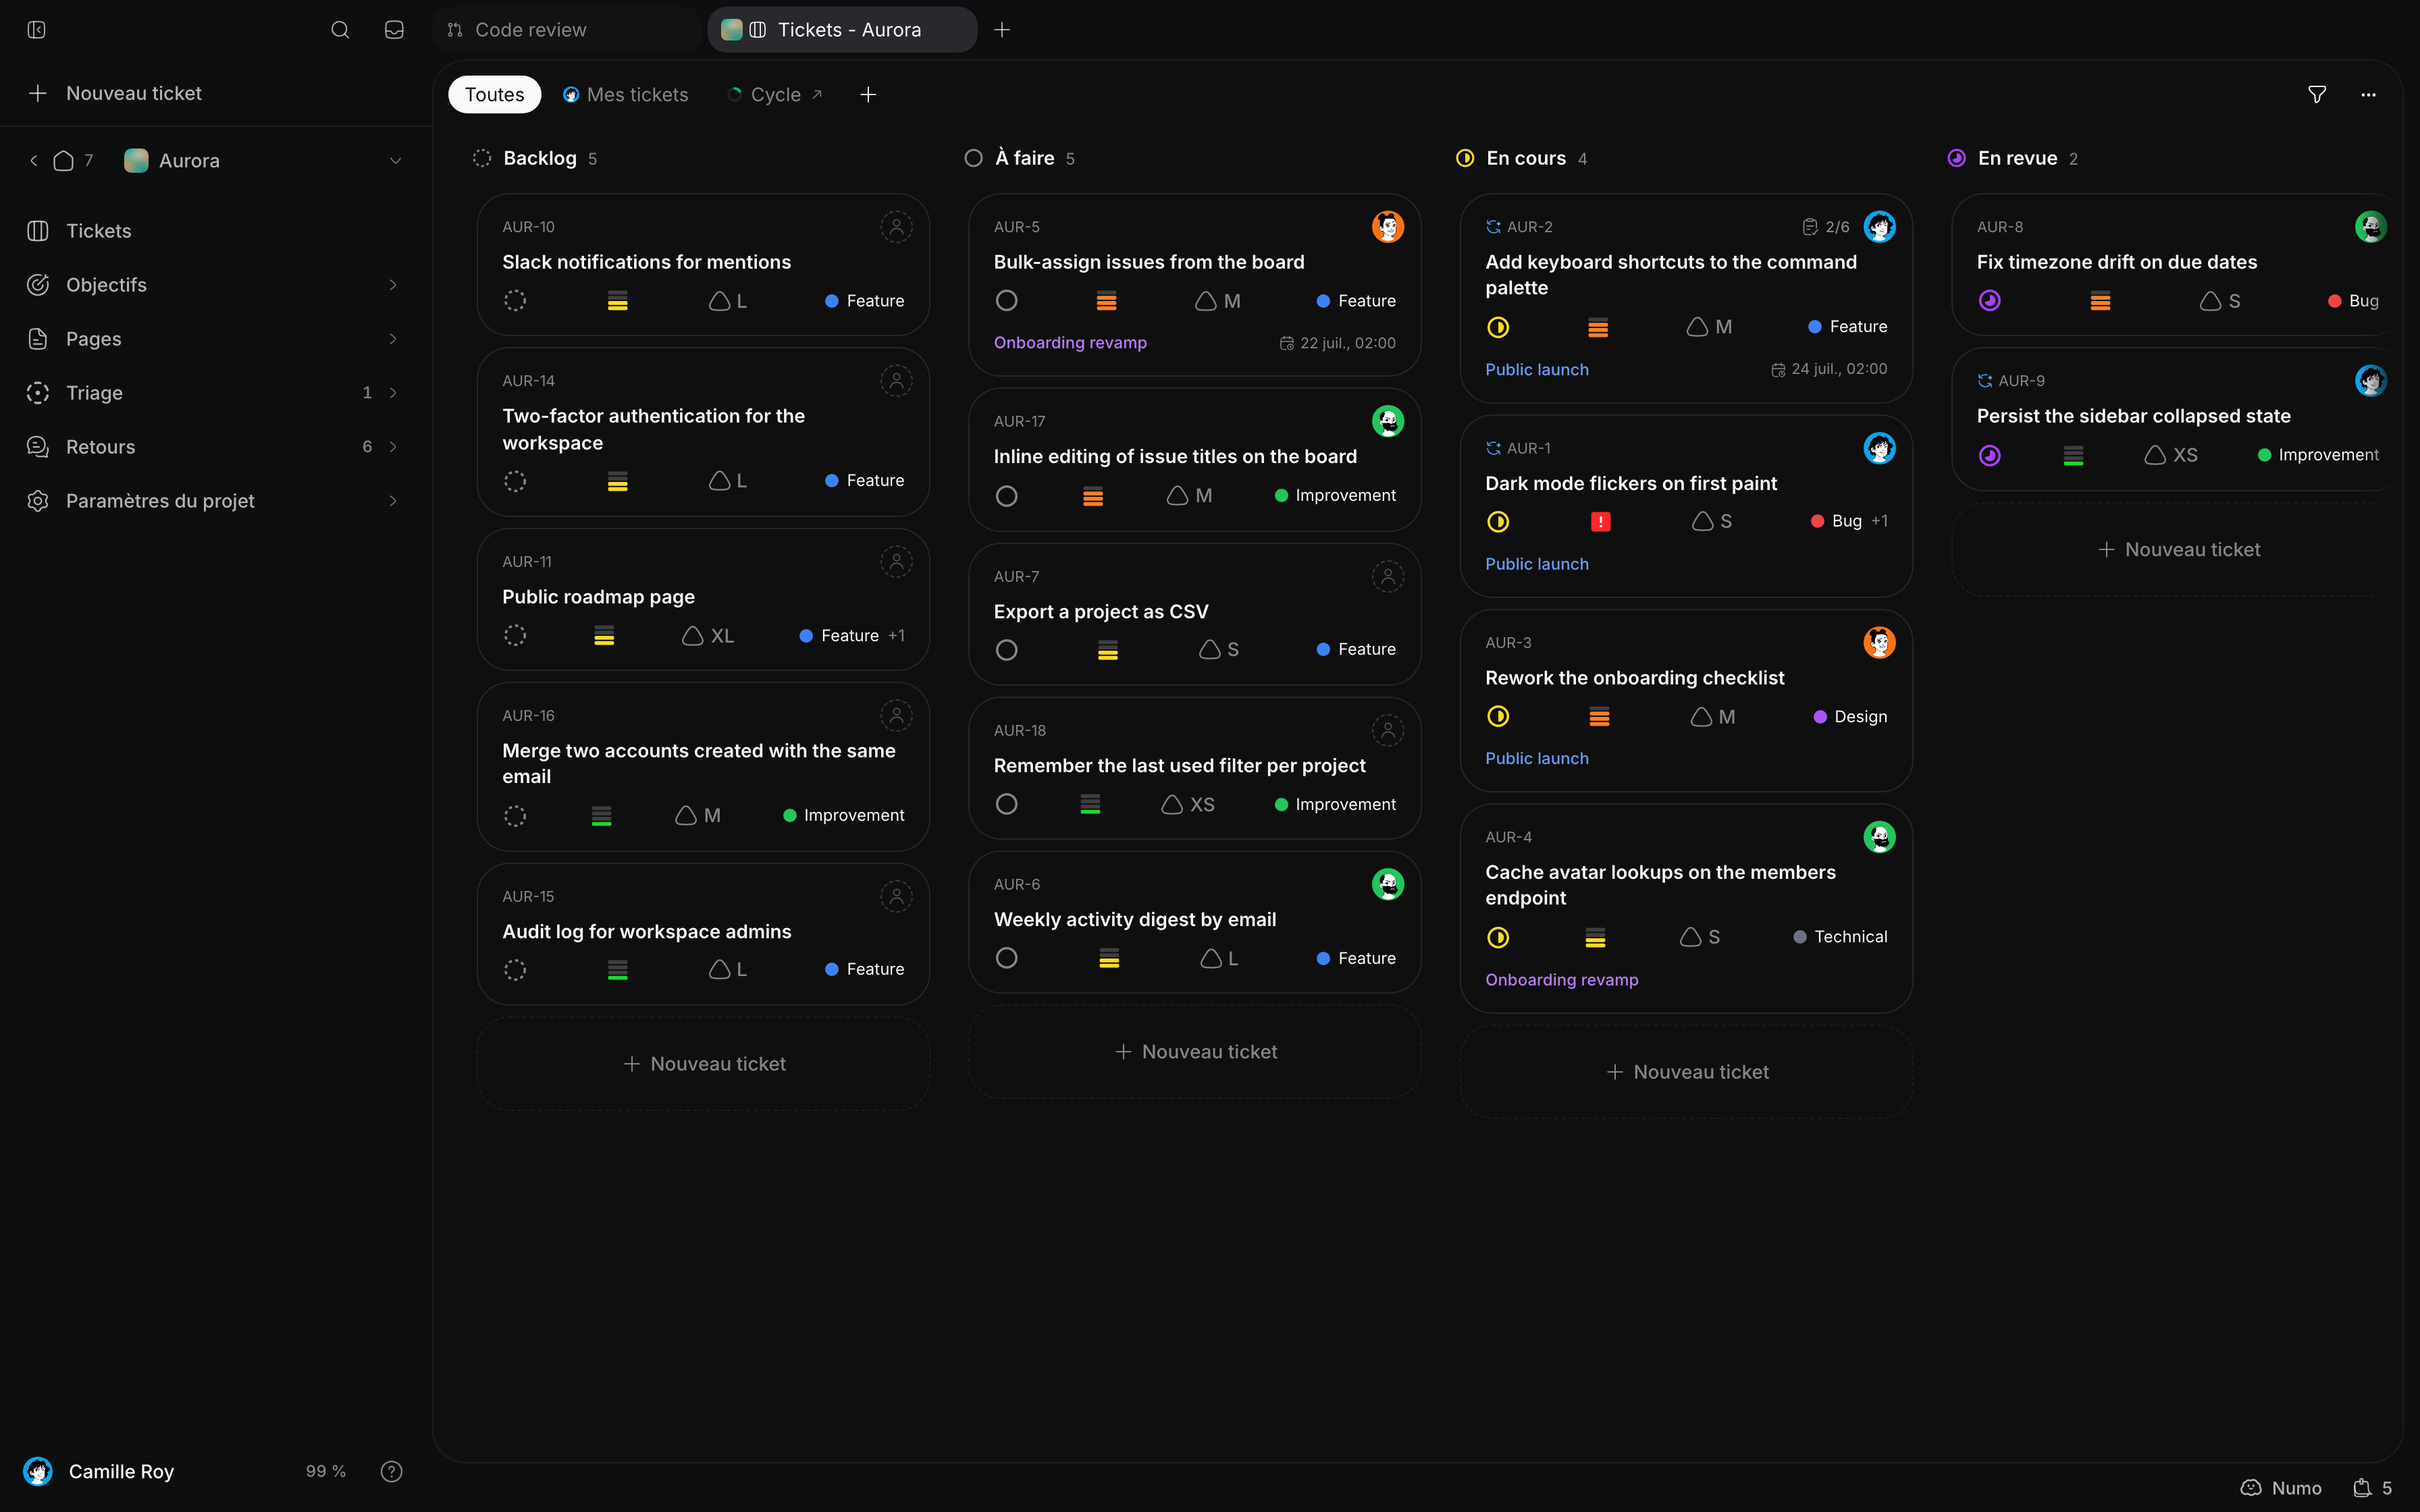 Code review
Tickets - Aurora
Nouveau ticket
7
Aurora
Tickets
Objectifs
Pages
Triage
1
Retours
6
Paramètres du projet
Toutes
Mes tickets
Cycle
Backlog 5
AUR-10
Slack notifications for mentions
L
Feature
AUR-14
Two-factor authentication for the
workspace
L
Feature
AUR-11
Public roadmap page
XL
Feature +1
AUR-16
Merge two accounts created with the same
email
M
Improvement
AUR-15
Audit log for workspace admins
L
Feature
Nouveau ticket
À faire 5
AUR-5
Bulk-assign issues from the board
M
Feature
Onboarding revamp
22 juil., 02:00
AUR-17
Inline editing of issue titles on the board
M
Improvement
AUR-7
Export a project as CSV
S
Feature
AUR-18
Remember the last used filter per project
XS
Improvement
AUR-6
Weekly activity digest by email
L
Feature
Nouveau ticket
En cours 4
AUR-2
2/6
Add keyboard shortcuts to the command
palette
M
Feature
Public launch
24 juil., 02:00
AUR-1
Dark mode flickers on first paint
S
Bug +1
Public launch
AUR-3
Rework the onboarding checklist
M
Design
Public launch
AUR-4
Cache avatar lookups on the members
endpoint
S
Technical
Onboarding revamp
Nouveau ticket
En revue 2
AUR-8
Fix timezone drift on due dates
S
Bug
AUR-9
Persist the sidebar collapsed state
XS
Improvement
Nouveau ticket
Camille Roy
99 %
Numo
5